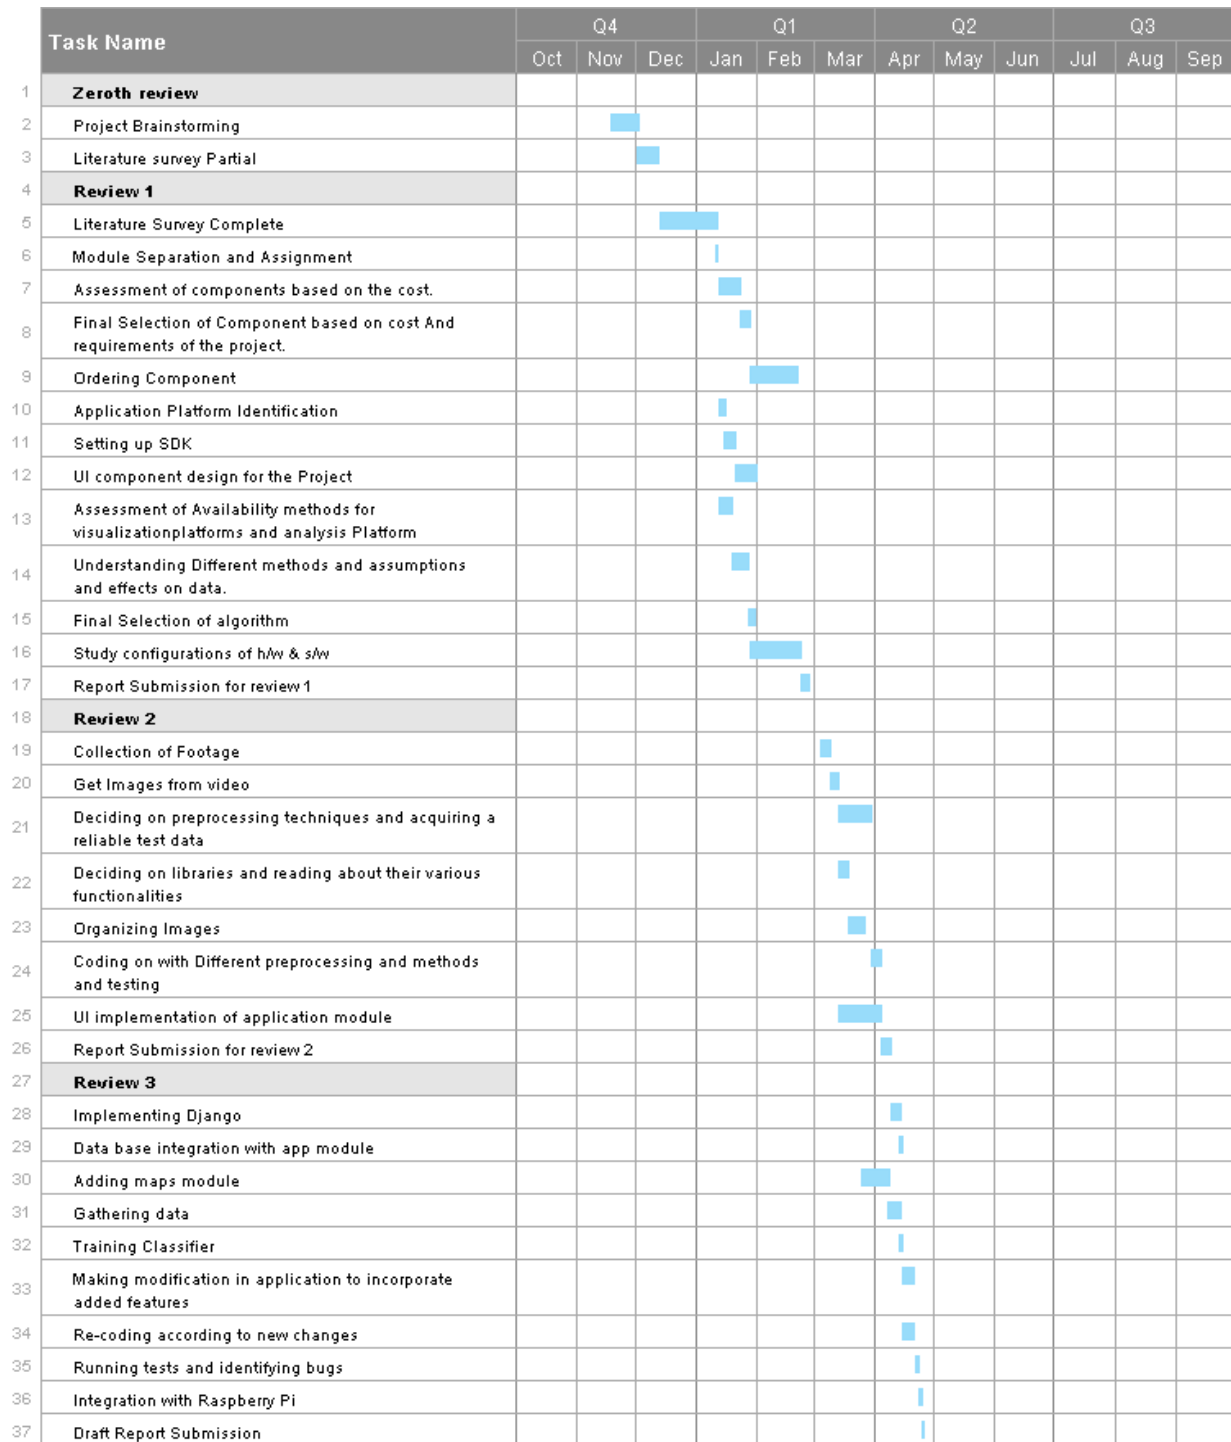 Task Name
Q4 Q1 Q2 Q3
Oct Nov Dec Jan Feb Mar Apr May Jun Jul Aug Sep
1 Zeroth review
2 Project Brainstorming
3 Literature survey Partial
4 Review 1
5 Literature Survey Complete
6 Module Separation and Assignment
7 Assessment of components based on the cost.
8 Final Selection of Component based on cost And
requirements of the project.
9 Ordering Component
10 Application Platform Identification
11 Setting up SDK
12 UI component design for the Project
13 Assessment of Availability methods for
visualizationplatforms and analysis Platform
14 Understanding Different methods and assumptions
and effects on data.
15 Final Selection of algorithm
16 Study configurations of h/w & s/w
17 Report Submission for review 1
18 Review 2
19 Collection of Footage
20 Get Images from video
21 Deciding on preprocessing techniques and acquiring a
reliable test data
22 Deciding on libraries and reading about their various
functionalities
23 Organizing Images
24 Coding on with Different preprocessing and methods
and testing
25 UI implementation of application module
26 Report Submission for review 2
27 Review 3
28 Implementing Django
29 Data base integration with app module
30 Adding maps module
31 Gathering data
32 Training Classifier
33 Making modification in application to incorporate
added features
34 Re-coding according to new changes
35 Running tests and identifying bugs
36 Integration with Raspberry Pi
37 Draft Report Submission